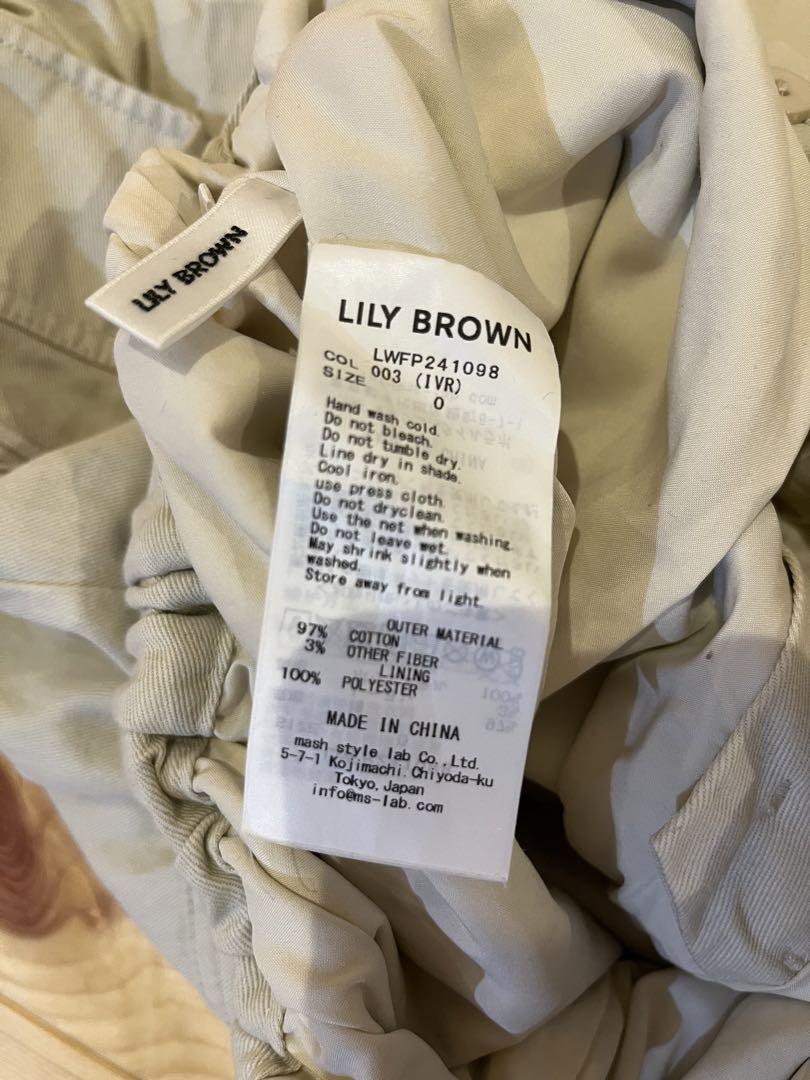 LILY BROWN
LILY BROWN
LWFP241098
COL 003 (IVR)
SIZE 0
Hand wash cold.
Do not bleach.
Do not tumble dry.
Line dry in shade.
Cool iron.
use press cloth.
Do not dryclean.
Use the net when washing.
Do not leave wet.
May shrink slightly when
washed.
Store away from light.
OUTER MATERIAL
97% COTTON
3% OTHER FIBER
LINING
100% POLYESTER
MADE IN CHINA
mash style lab Co.,Ltd.
5-7-1 Kojimachi.Chiyoda-ku
Tokyo,Japan
info@ms-lab.com